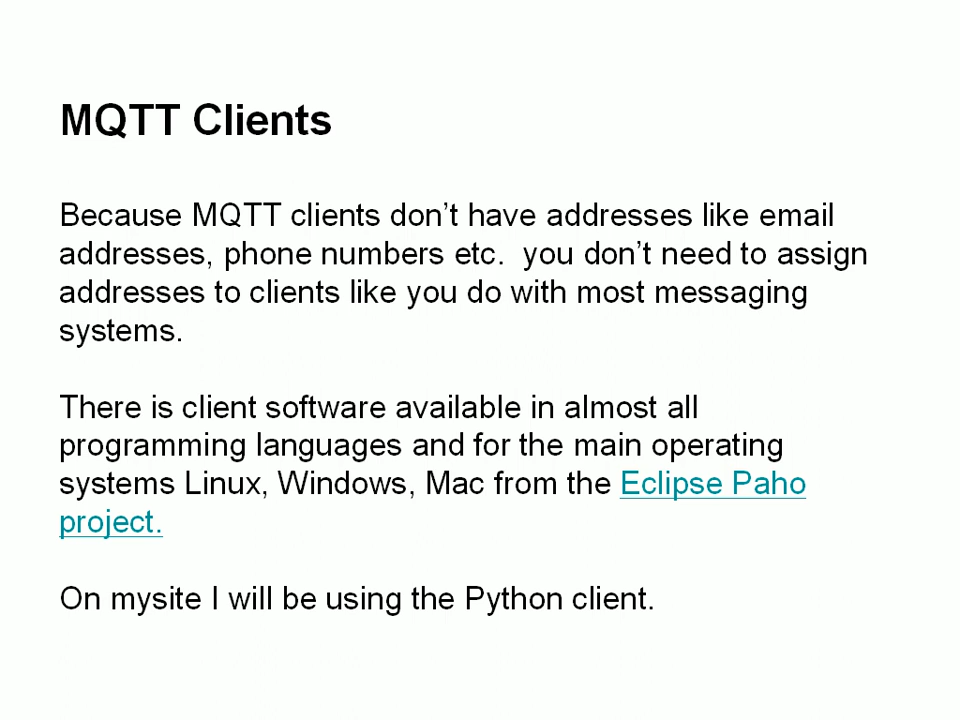 MQTT Clients
Because MQTT clients don’t have addresses like email
addresses, phone numbers etc.  you don’t need to assign
addresses to clients like you do with most messaging
systems.
There is client software available in almost all
programming languages and for the main operating
systems Linux, Windows, Mac from the Eclipse Paho
project.
On mysite I will be using the Python client.